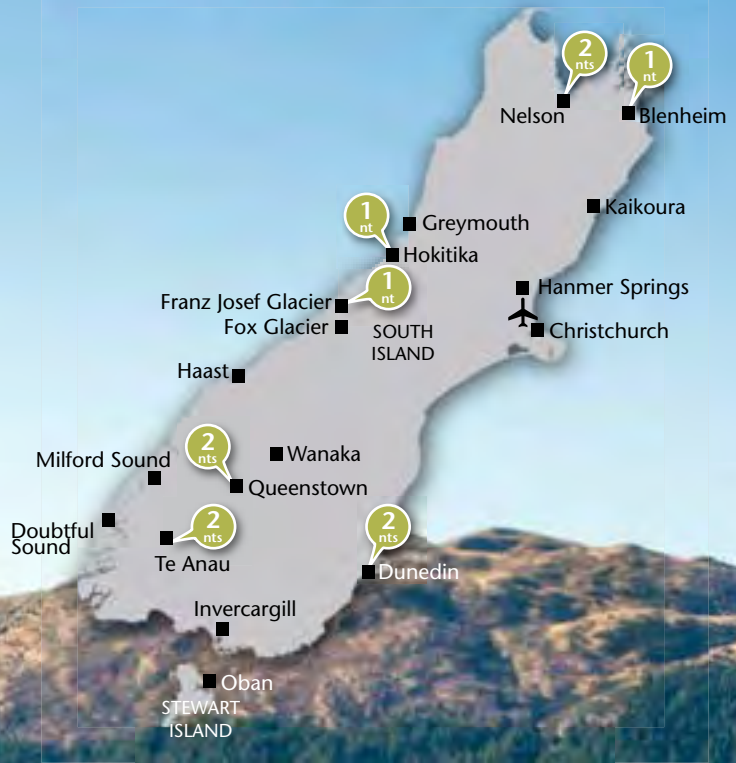 2
nts
1
nt
Nelson
Blenheim
Kaikoura
1
nt
Greymouth
Hokitika
1
nt
Franz Josef Glacier
Fox Glacier
Hanmer Springs
SOUTH
ISLAND
Christchurch
Haast
2
nts
Wanaka
Milford Sound
Queenstown
Doubtful
Sound
2
nts
Te Anau
2
nts
Dunedin
Invercargill
Oban
STEWART
ISLAND